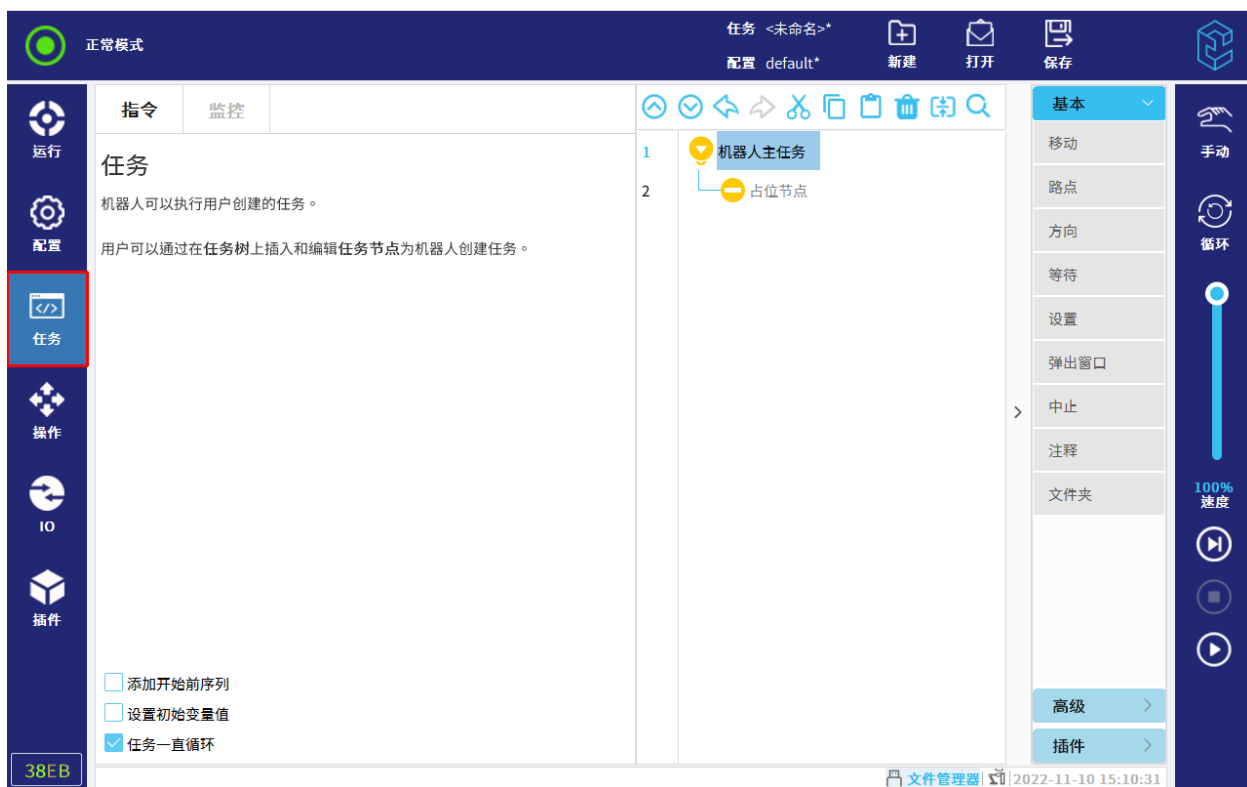 正常模式
任务 <未命名>*
配置 default*
新建
打开
保存
运行
配置
任务
操作
IO
插件
38EB
指令
监控
任务
机器人可以执行用户创建的任务。
用户可以通过在任务树上插入和编辑任务节点为机器人创建任务。
添加开始前序列
设置初始变量值
任务一直循环
1 机器人主任务
2 占位节点
基本
移动
路点
方向
等待
设置
弹出窗口
中止
注释
文件夹
高级
插件
手动
循环
100%
速度
文件管理器
2022-11-10 15:10:31